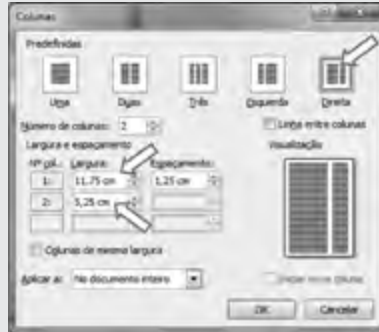 Colunas
Predefinidas
Uma Duas Três Esquerda Direita
Número de colunas: 2 Linha entre colunas
Largura e espaçamento Visualização
Nº col.: Largura: Espaçamento:
1: 11,75 cm 1,25 cm
2: 5,25 cm
Colunas de mesma largura
Aplicar a: No documento inteiro Iniciar nova coluna
OK Cancelar